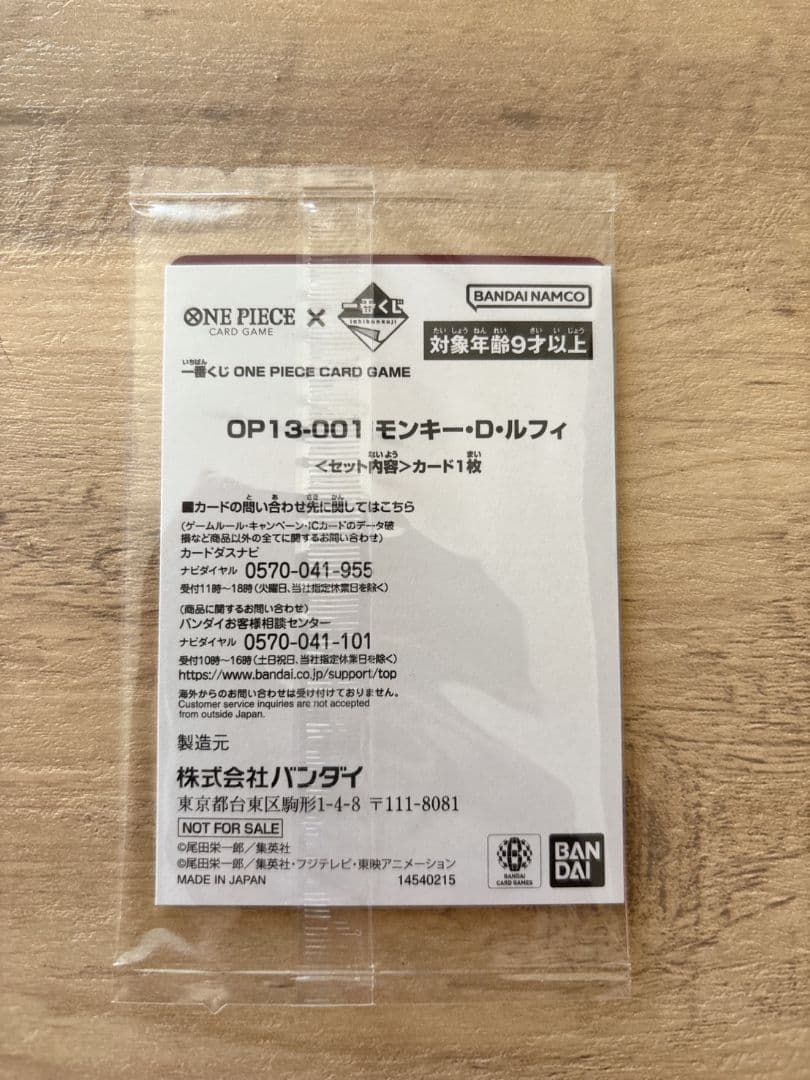 ONE PIECE CARD GAME × 一番くじ ichibankuji
BANDAI NAMCO
たいしょうねんれい さいいじょう
対象年齢9才以上
いちばん
一番くじ ONE PIECE CARD GAME
OP13-001 モンキー・D・ルフィ
ないよう まい
<セット内容>カード1枚
と あ さき かん
■カードの問い合わせ先に関してはこちら
(ゲームルール・キャンペーン・ICカードのデータ破
損など商品以外の全てに関するお問い合わせ)
カードダスナビ
ナビダイヤル 0570-041-955
受付11時～18時(火曜日、当社指定休業日を除く)
(商品に関するお問い合わせ)
バンダイお客様相談センター
ナビダイヤル 0570-041-101
受付10時～16時(土日祝日、当社指定休業日を除く)
https://www.bandai.co.jp/support/top
海外からのお問い合わせは受け付けておりません。
Customer service inquiries are not accepted
from outside Japan.
製造元
株式会社バンダイ
東京都台東区駒形1-4-8 〒111-8081
NOT FOR SALE
©尾田栄一郎／集英社
©尾田栄一郎／集英社・フジテレビ・東映アニメーション
MADE IN JAPAN 14540215
BANDAI CARD GAMES
BANDAI